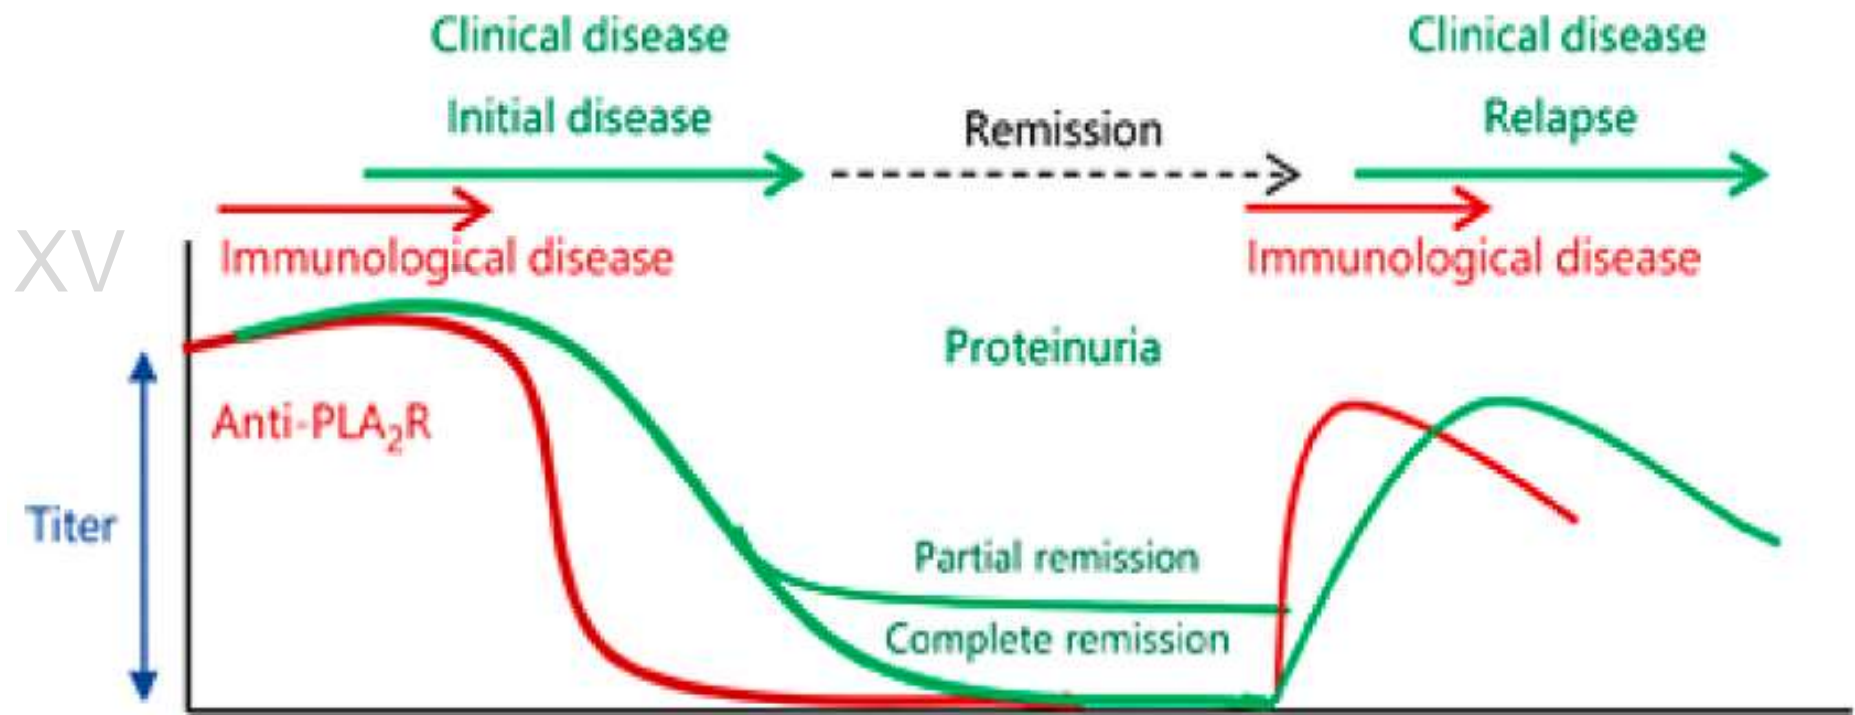 Clinical disease
Initial disease
Remission
Clinical disease
Relapse
XV
Immunological disease
Immunological disease
Proteinuria
Anti-PLA₂R
Titer
Partial remission
Complete remission